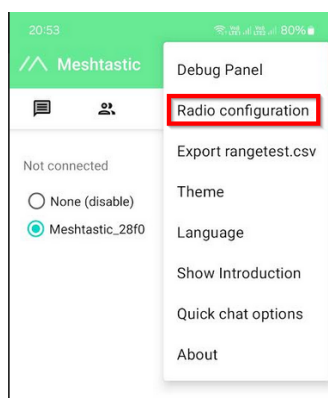 20:53
80%
Meshtastic
Debug Panel
Radio configuration
Export rangetest.csv
Not connected
Theme
None (disable)
Language
Meshtastic_28f0
Show Introduction
Quick chat options
About